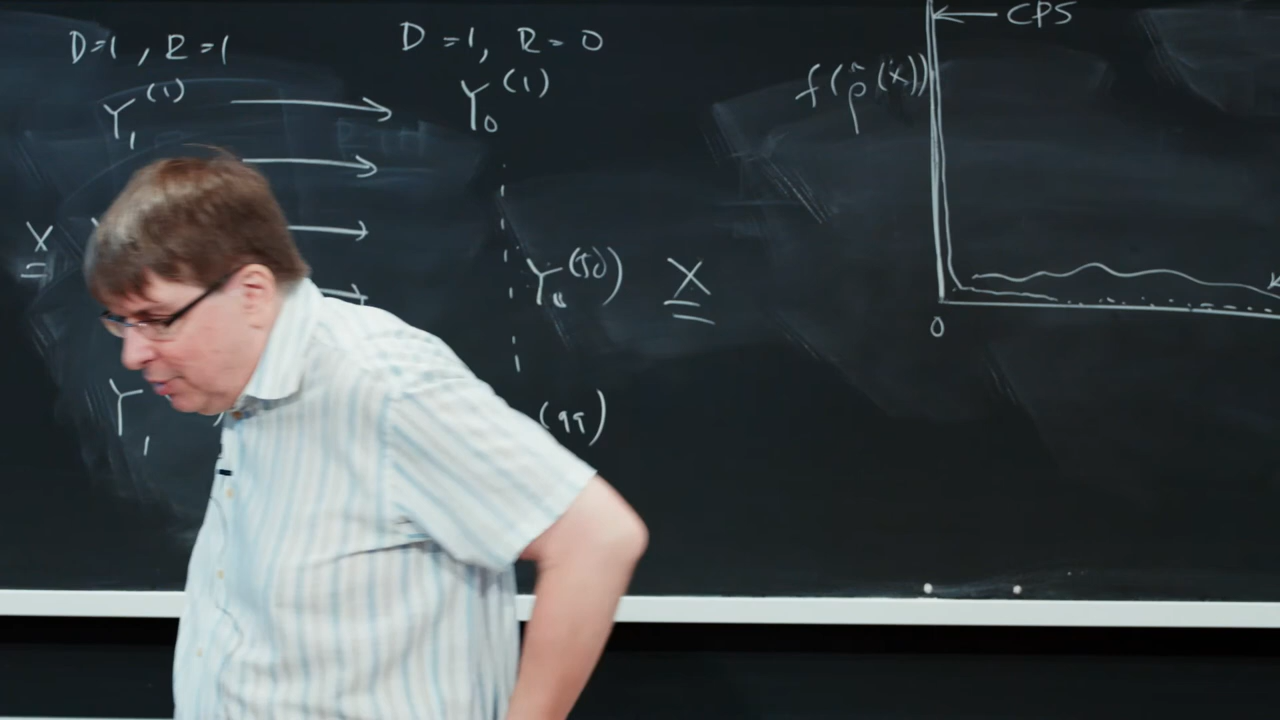 D=1, R=1
Y₁⁽¹⁾
X
Y₁
D=1, R=0
Y₀⁽¹⁾
Y₀⁽⁵⁰⁾ X
(99)
CPS
f(p̂(x))
0